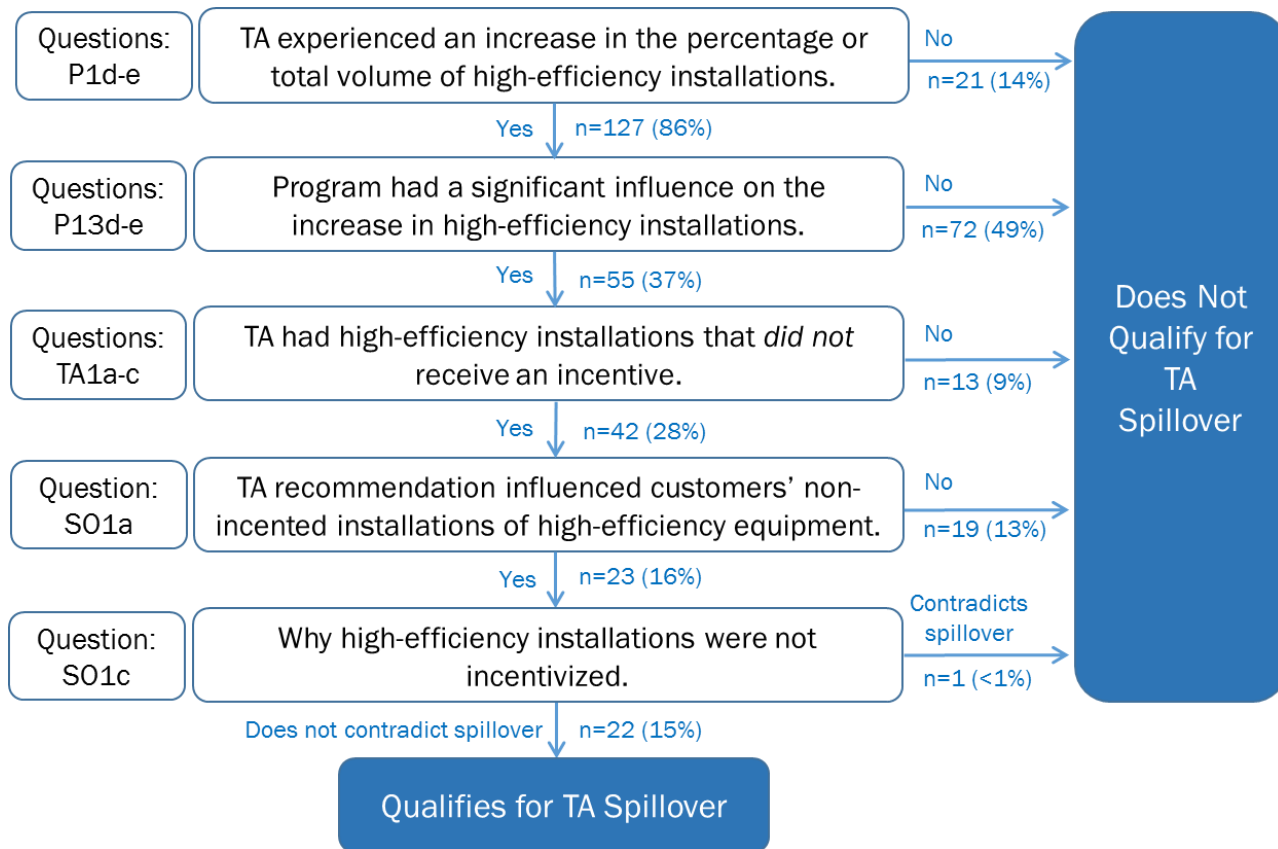 Questions:
P1d-e
TA experienced an increase in the percentage or
total volume of high-efficiency installations.
No
n=21 (14%)
Yes
n=127 (86%)
Questions:
P13d-e
Program had a significant influence on the
increase in high-efficiency installations.
No
n=72 (49%)
Yes
n=55 (37%)
Questions:
TA1a-c
TA had high-efficiency installations that did not
receive an incentive.
No
n=13 (9%)
Yes
n=42 (28%)
Question:
SO1a
TA recommendation influenced customers’ non-
incented installations of high-efficiency equipment.
No
n=19 (13%)
Yes
n=23 (16%)
Question:
SO1c
Why high-efficiency installations were not
incentivized.
Contradicts
spillover
n=1 (<1%)
Does not contradict spillover
n=22 (15%)
Does Not
Qualify for
TA
Spillover
Qualifies for TA Spillover